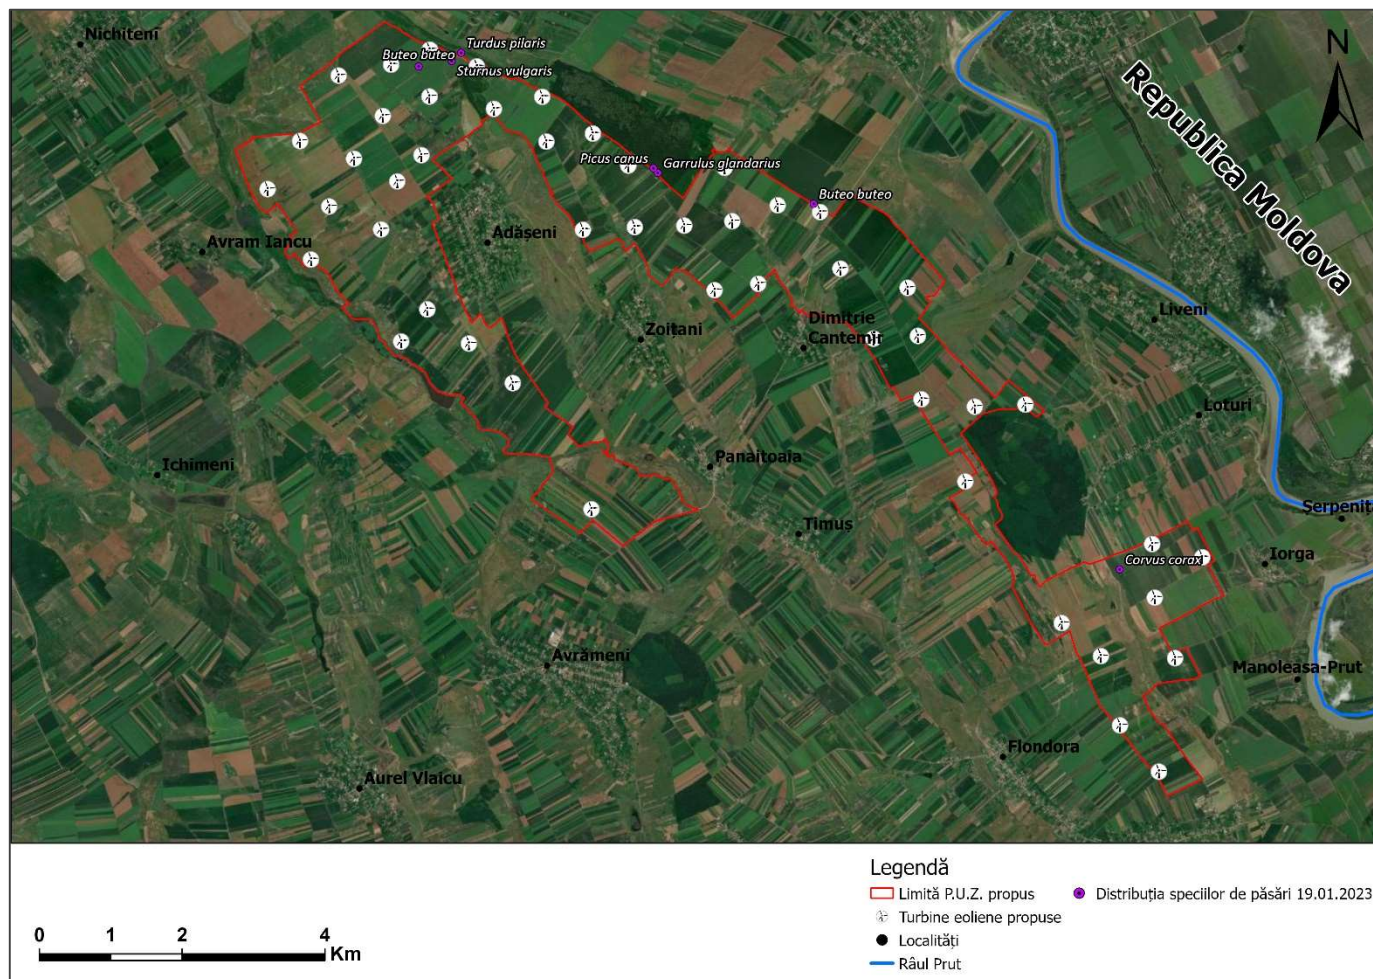 Nichiteni
Turdus pilaris
Buteo buteo
Sturnus vulgaris
N
Republica Moldova
Picus canus
Garrulus glandarius
Buteo buteo
Avram Iancu
Adășeni
Zoițani
Dimitrie
Cantemir
Liveni
Loturi
Ichimeni
Panaitoaia
Timuș
Șerpenița
Iorga
Corvus corax
Avrămeni
Manoleasa-Prut
Flondora
Aurel Vlaicu
Legendă
Limită P.U.Z. propus
Distribuția speciilor de păsări 19.01.2023
Turbine eoliene propuse
Localități
Râul Prut
0 1 2 4
Km